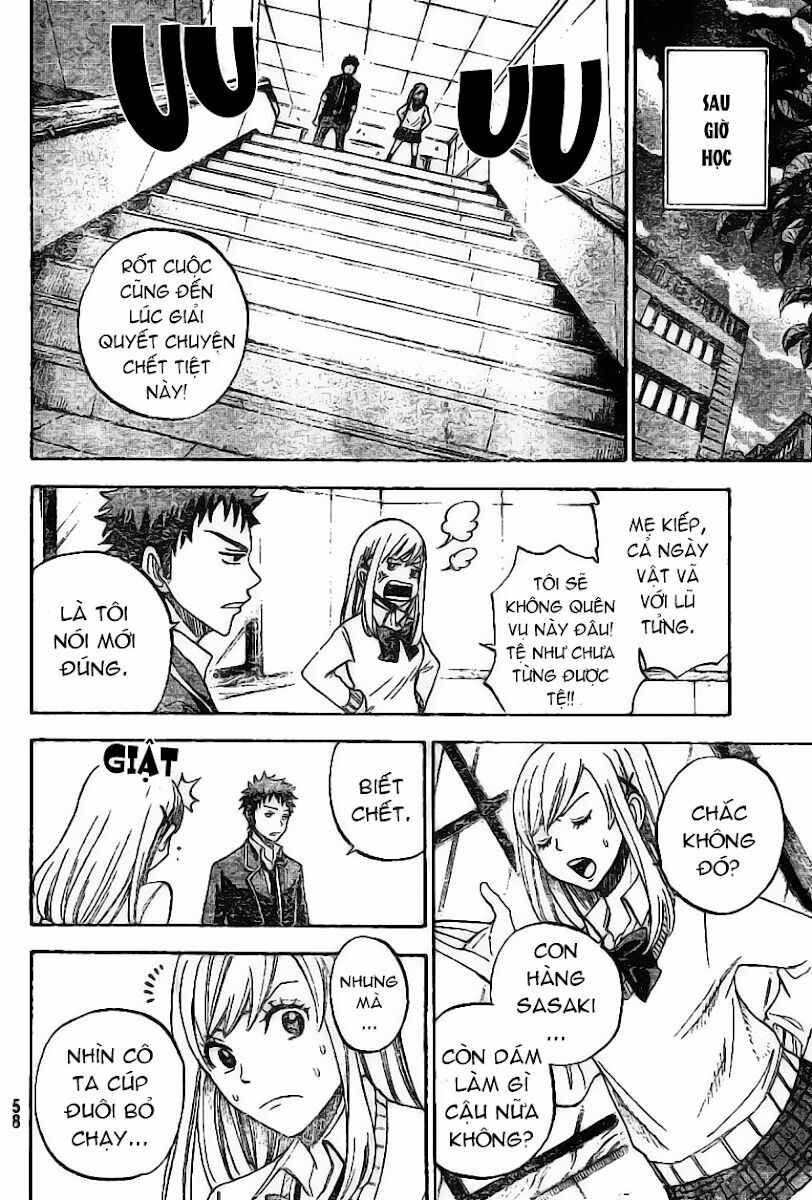 SAU
GIỜ
HỌC
UU
UU
RỐT CUỘC
CŨNG ĐẾN
LÚC GIẢI
QUYẾT CHUYỆN
CHẾT TIỆT
NÀY!
MẸ KIẾP,
CẢ NGÀY
VẬT VÃ
VỚI LŨ
TƯNG.
TÔI SẼ
KHÔNG QUÊN
VỤ NÀY ĐÂU!
TỆ NHƯ CHƯA
TỪNG ĐƯỢC
TỆ!!
LÀ TÔI
NÓI MỚI
ĐÚNG.
CHẮC
KHÔNG
ĐÓ?
CON
HÀNG
SASAKI
...
CÒN DÁM
LÀM GÌ
CẬU NỮA
KHÔNG?
BIẾT
CHẾT.
GIẬT
NHƯNG
MÀ
...
NHÌN CÔ
TA CÚP
ĐUÔI BỎ
CHẠY...
58